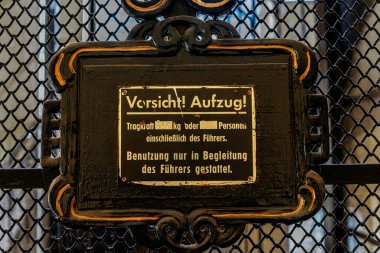 Vorsicht! Aufzug!
Tragkraft kg oder Personen
einschließlich des Führers.
Benutzung nur in Begleitung
des Führers gestattet.